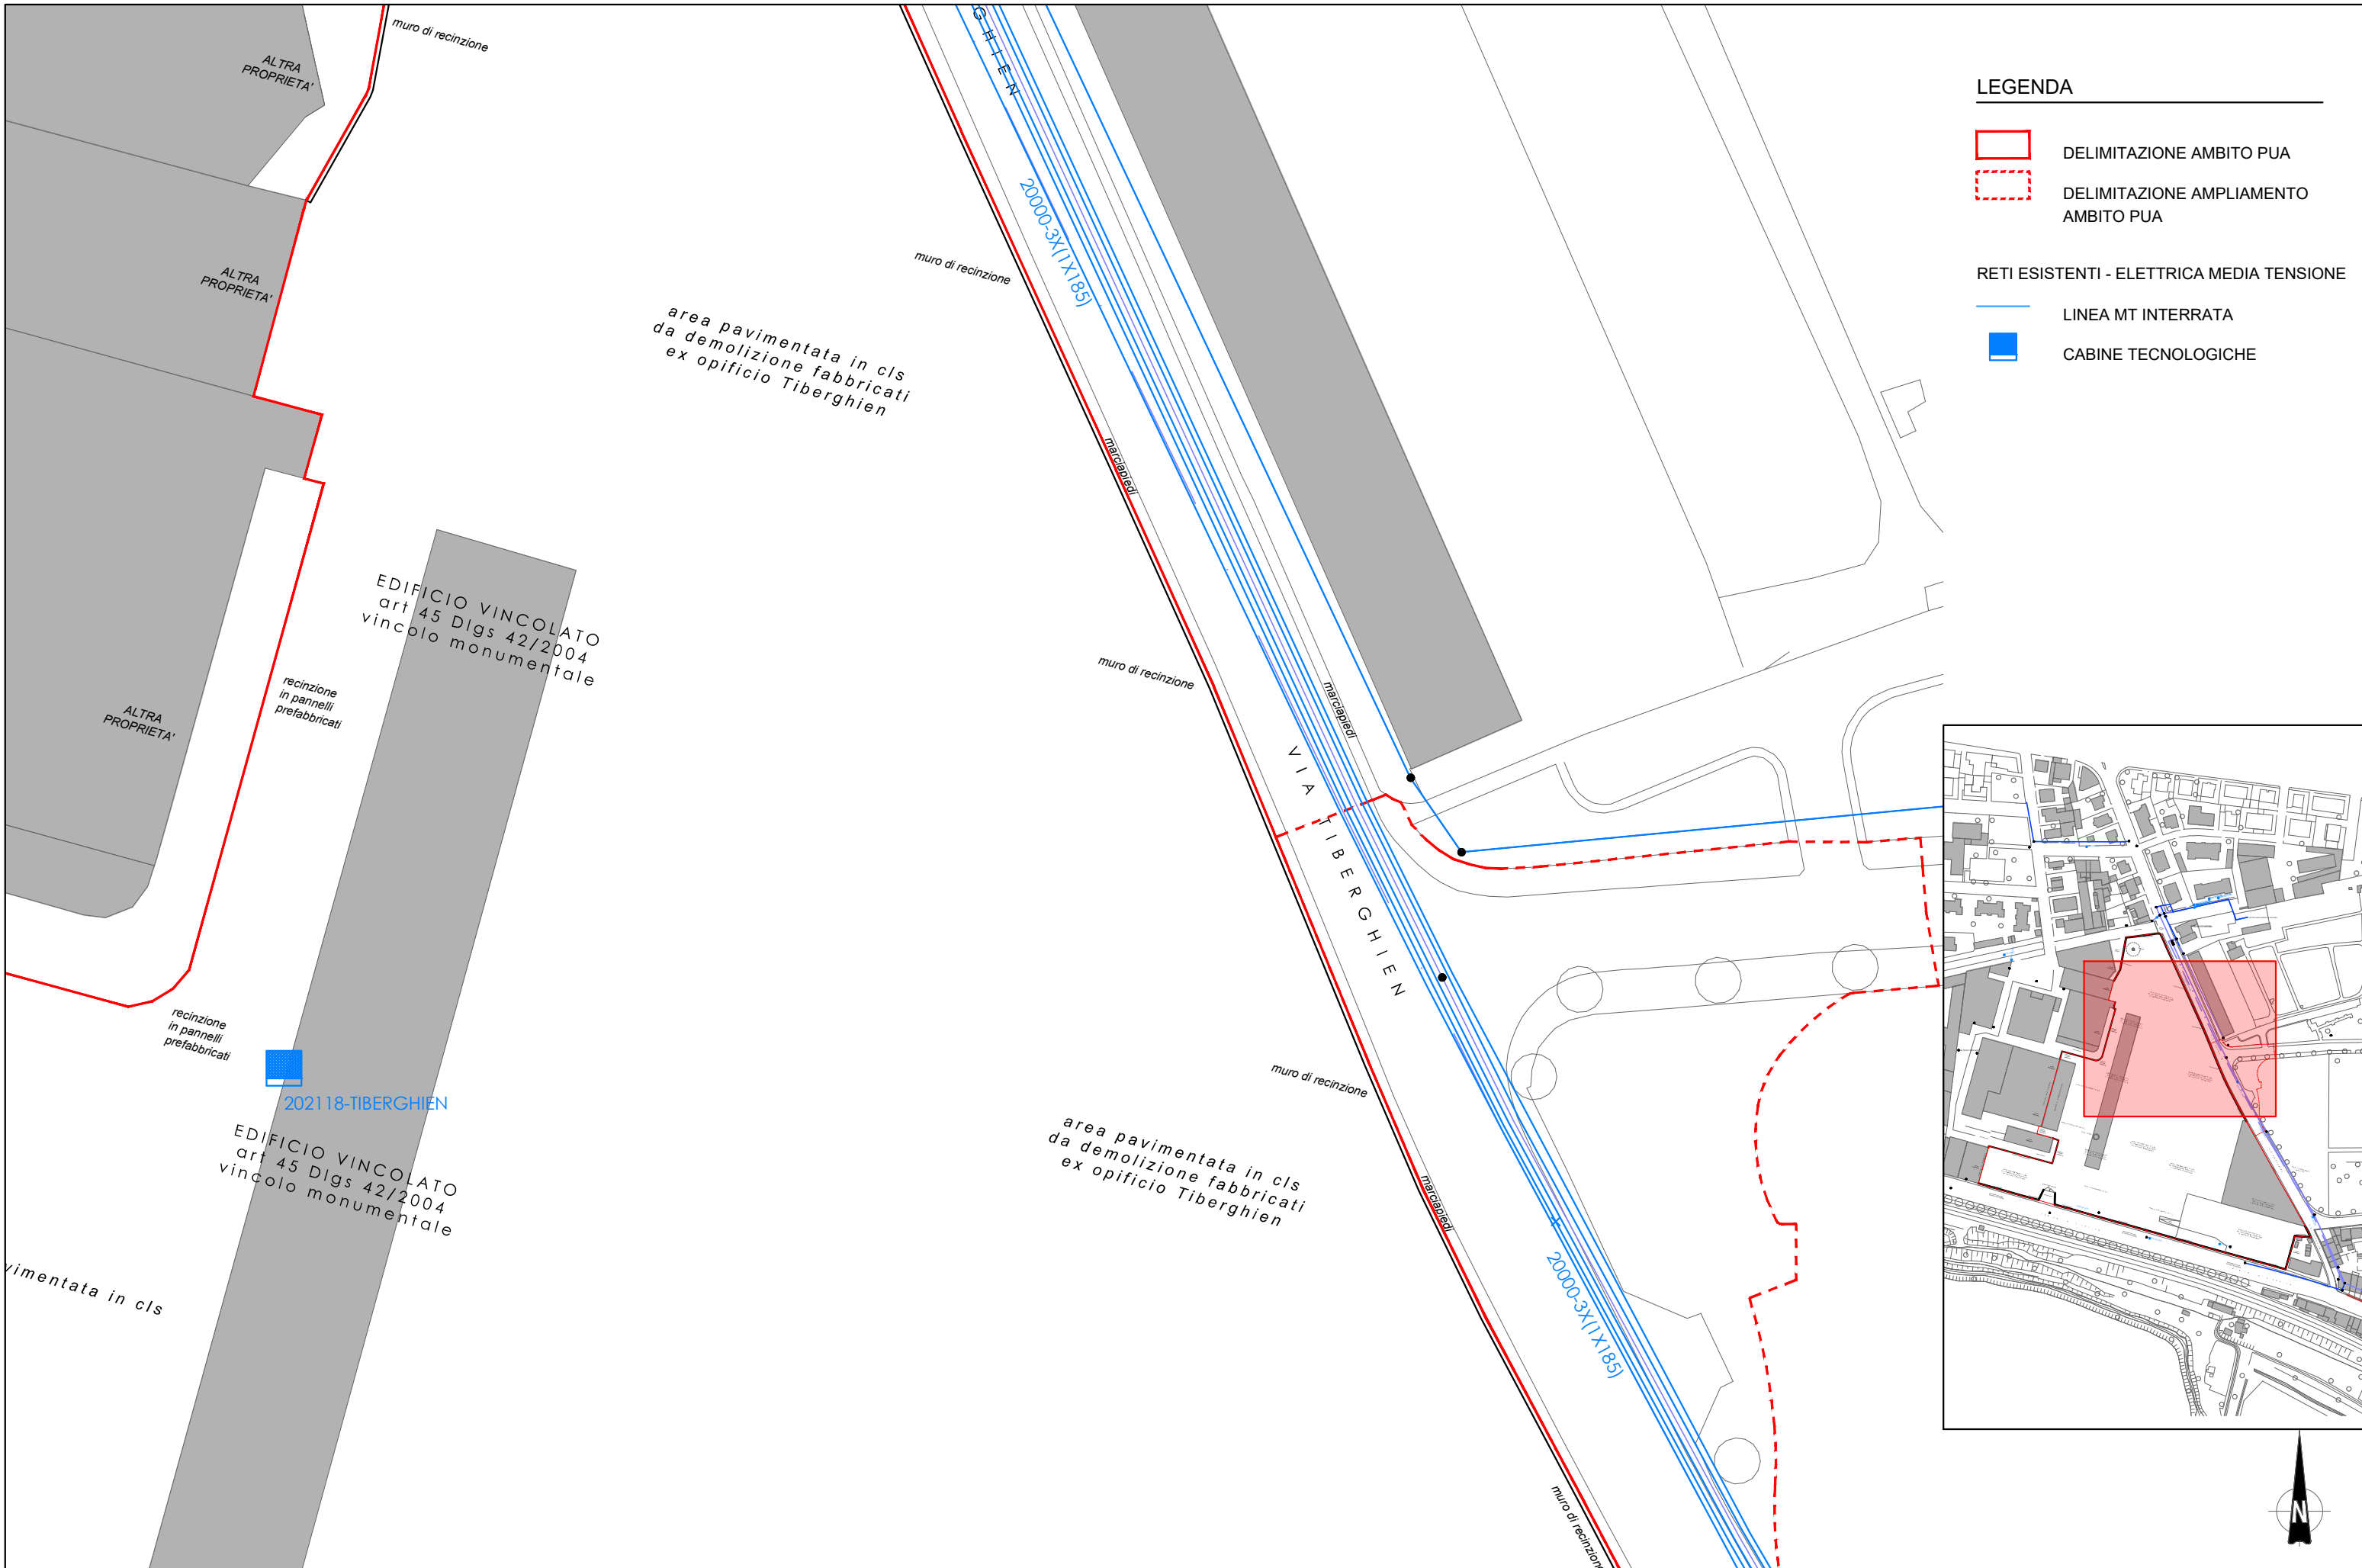 muro di recinzione
ALTRA
PROPRIETA'
GHIEN
LEGENDA
DELIMITAZIONE AMBITO PUA
DELIMITAZIONE AMPLIAMENTO
AMBITO PUA
RETI ESISTENTI - ELETTRICA MEDIA TENSIONE
LINEA MT INTERRATA
CABINE TECNOLOGICHE
20000-3X(1X185)
muro di recinzione
ALTRA
PROPRIETA'
area pavimentata in cls
da demolizione fabbricati
ex opificio Tiberghien
marciapiedi
EDIFICIO VINCOLATO
art 45 Dlgs 42/2004
vincolo monumentale
muro di recinzione
recinzione
in pannelli
prefabbricati
marciapiedi
ALTRA
PROPRIETA'
VIA TIBERGHIEN
recinzione
in pannelli
prefabbricati
202118-TIBERGHIEN
muro di recinzione
EDIFICIO VINCOLATO
art 45 Dlgs 42/2004
vincolo monumentale
area pavimentata in cls
da demolizione fabbricati
ex opificio Tiberghien
marciapiedi
vimentata in cls
20000-3X(1X185)
muro di recinzione
N